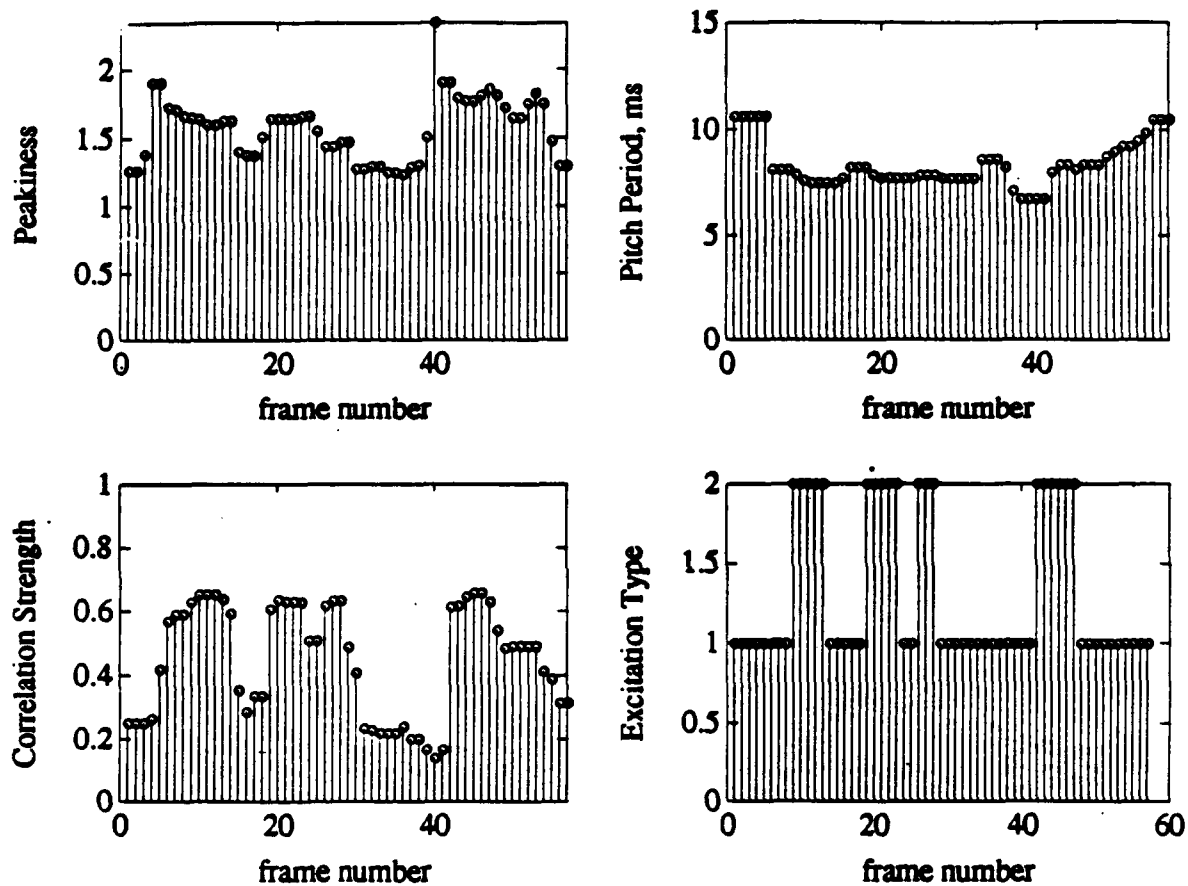 Peakiness
2
1.5
1
0.5
0
0 20 40
frame number
Pitch Period, ms
15
10
5
0
0 20 40
frame number
Correlation Strength
1
0.8
0.6
0.4
0.2
0
0 20 40
frame number
Excitation Type
2
1.5
1
0.5
0
0 20 40 60
frame number